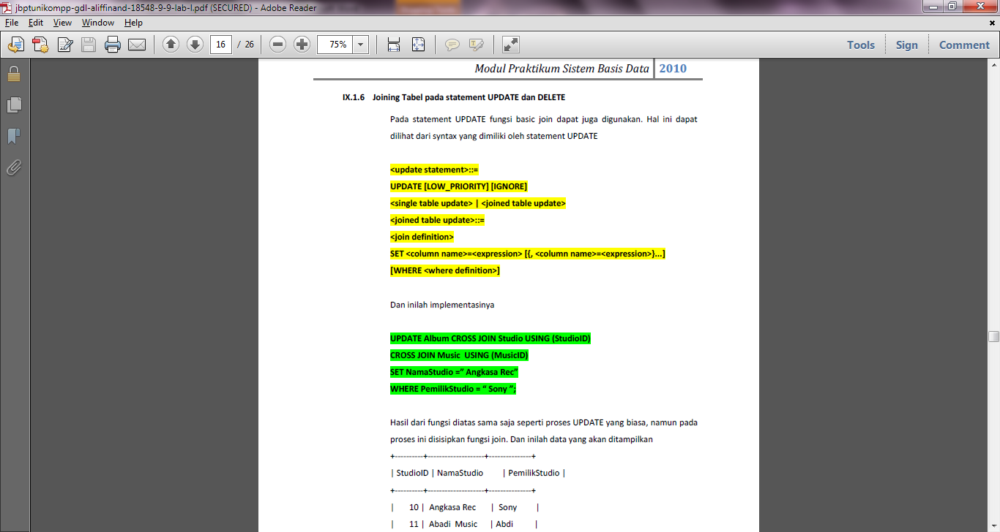 jbptunikompp-gdl-aliffinand-18548-9-9-lab-l.pdf (SECURED) - Adobe Reader
File Edit View Window Help
16 / 26 75% Tools Sign Comment
Modul Praktikum Sistem Basis Data 2010
IX.1.6 Joining Tabel pada statement UPDATE dan DELETE
Pada statement UPDATE fungsi basic join dapat juga digunakan. Hal ini dapat
dilihat dari syntax yang dimiliki oleh statement UPDATE
<update statement>::=
UPDATE [LOW_PRIORITY] [IGNORE]
<single table update> | <joined table update>
<joined table update>::=
<join definition>
SET <column name>=<expression> [{, <column name>=<expression>}...]
[WHERE <where definition>]
Dan inilah implementasinya
UPDATE Album CROSS JOIN Studio USING (StudioID)
CROSS JOIN Music  USING (MusicID)
SET NamaStudio =” Angkasa Rec”
WHERE PemilikStudio = “ Sony ”;
Hasil dari fungsi diatas sama saja seperti proses UPDATE yang biasa, namun pada
proses ini disisipkan fungsi join. Dan inilah data yang akan ditampilkan
+----------+--------------------+---------------+
| StudioID | NamaStudio | PemilikStudio |
+----------+--------------------+---------------+
| 10 | Angkasa Rec | Sony |
| 11 | Abadi Music | Abdi |